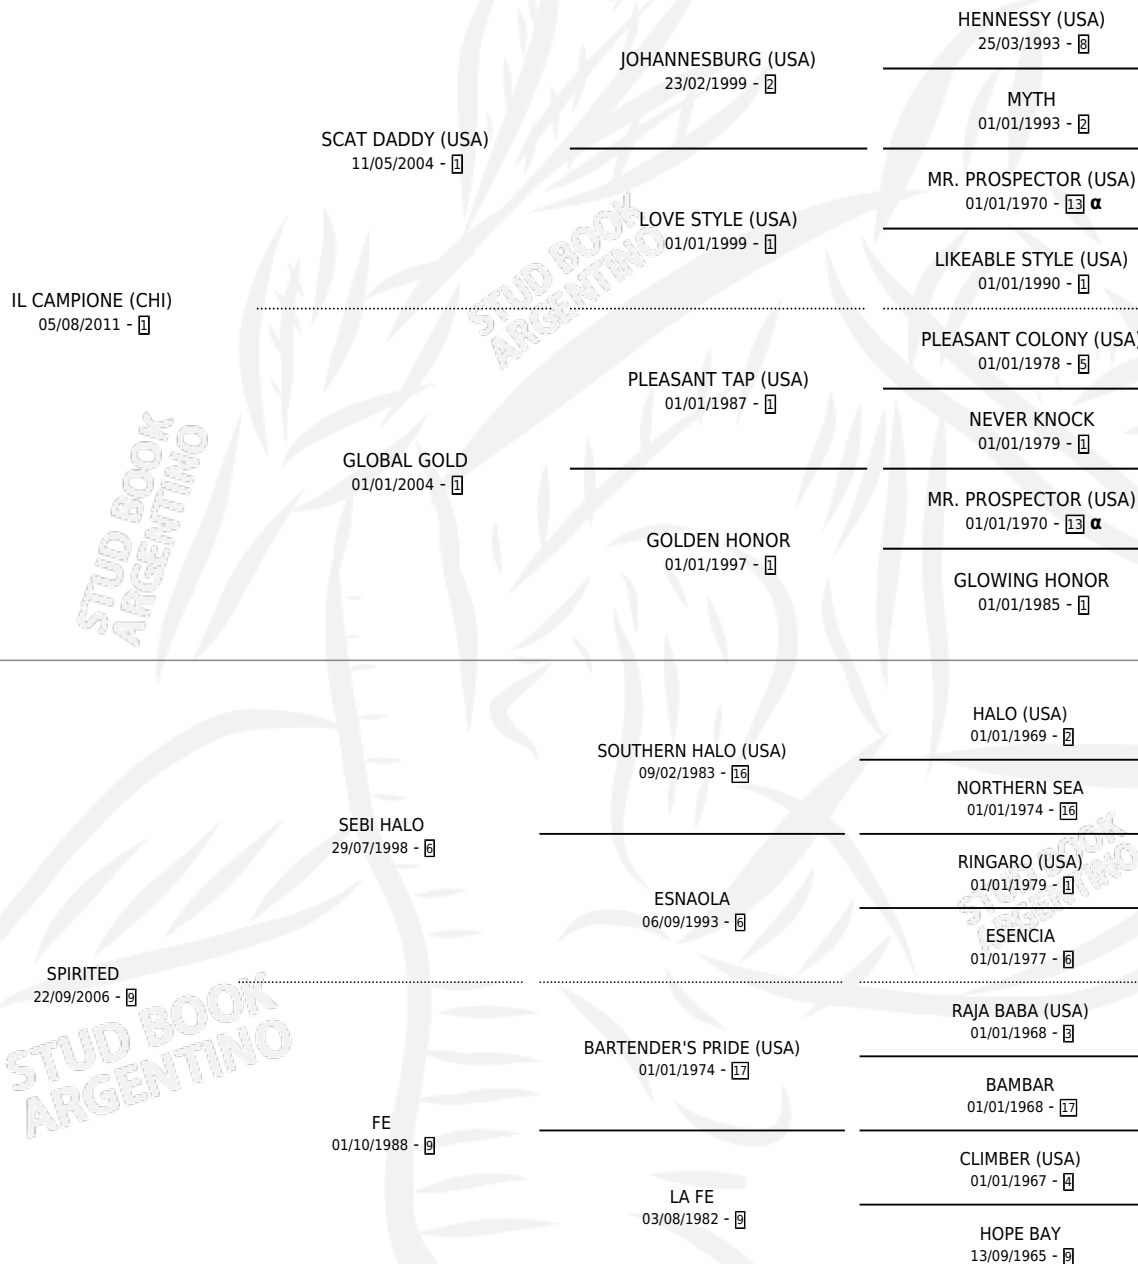 HENNESSY (USA)
25/03/1993 - 8
JOHANNESBURG (USA)
23/02/1999 - 2
MYTH
01/01/1993 - 2
SCAT DADDY (USA)
11/05/2004 - 1
MR. PROSPECTOR (USA)
01/01/1970 - 13 α
LOVE STYLE (USA)
01/01/1999 - 1
LIKEABLE STYLE (USA)
01/01/1990 - 1
IL CAMPIONE (CHI)
05/08/2011 - 1
PLEASANT COLONY (USA)
01/01/1978 - 5
PLEASANT TAP (USA)
01/01/1987 - 1
NEVER KNOCK
01/01/1979 - 1
GLOBAL GOLD
01/01/2004 - 1
MR. PROSPECTOR (USA)
01/01/1970 - 13 α
GOLDEN HONOR
01/01/1997 - 1
GLOWING HONOR
01/01/1985 - 1
HALO (USA)
01/01/1969 - 2
SOUTHERN HALO (USA)
09/02/1983 - 16
NORTHERN SEA
01/01/1974 - 16
SEBI HALO
29/07/1998 - 6
RINGARO (USA)
01/01/1979 - 1
ESNAOLA
06/09/1993 - 6
ESENCIA
01/01/1977 - 6
SPIRITED
22/09/2006 - 9
RAJA BABA (USA)
01/01/1968 - 3
BARTENDER'S PRIDE (USA)
01/01/1974 - 17
BAMBAR
01/01/1968 - 17
FE
01/10/1988 - 9
CLIMBER (USA)
01/01/1967 - 4
LA FE
03/08/1982 - 9
HOPE BAY
13/09/1965 - 9
STUD BOOK
ARGENTINO
STUD BOOK
ARGENTINO
STUD BOOK
ARGENTINO
STUD BOOK
ARGENTINO